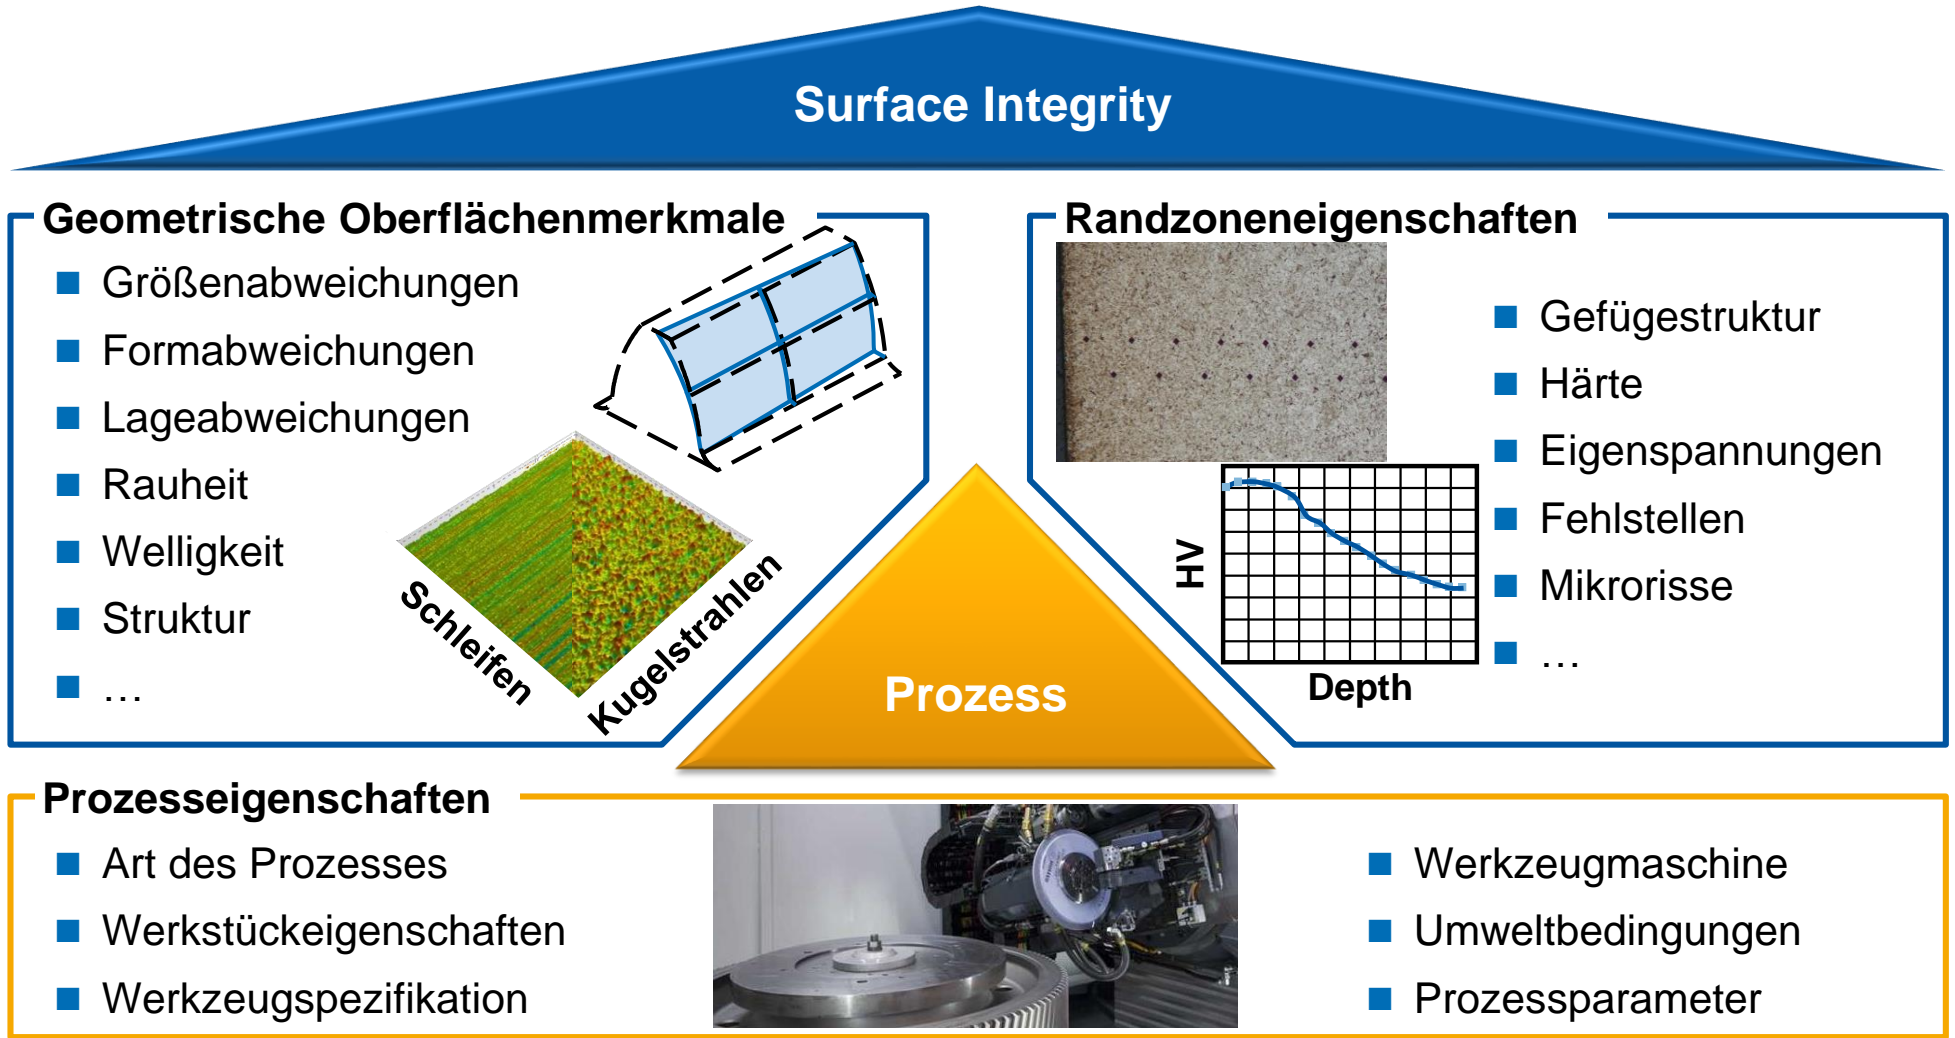 Surface Integrity
Geometrische Oberflächenmerkmale
Größenabweichungen
Formabweichungen
Lageabweichungen
Rauheit
Welligkeit
Struktur
…
Schleifen
Kugelstrahlen
Randzoneneigenschaften
Gefügestruktur
Härte
Eigenspannungen
Fehlstellen
Mikrorisse
…
HV
Depth
Prozess
Prozesseigenschaften
Art des Prozesses
Werkstückeigenschaften
Werkzeugspezifikation
Werkzeugmaschine
Umweltbedingungen
Prozessparameter